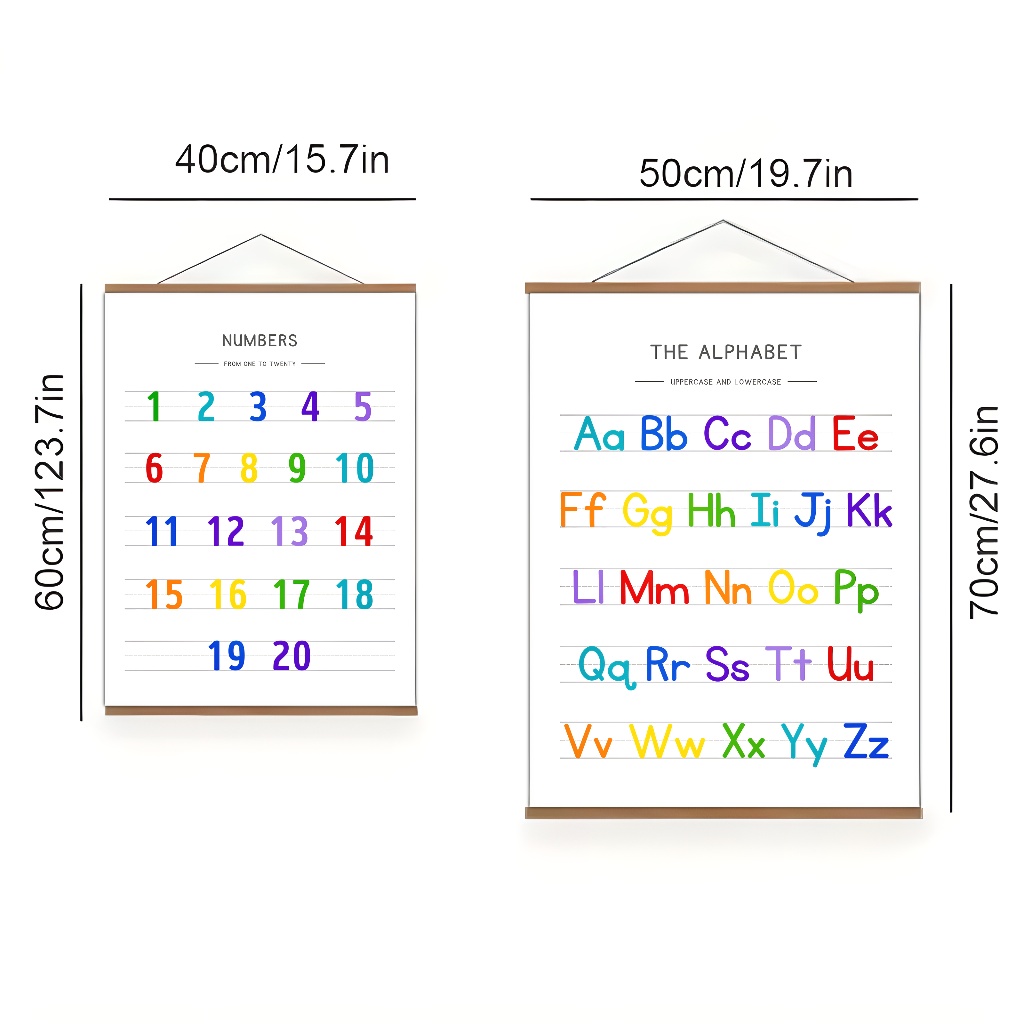 40cm/15.7in
60cm/123.7in
NUMBERS
FROM ONE TO TWENTY
1 2 3 4 5
6 7 8 9 10
11 12 13 14
15 16 17 18
19 20
50cm/19.7in
THE ALPHABET
UPPERCASE AND LOWERCASE
Aa Bb Cc Dd Ee
Ff Gg Hh Ii Jj Kk
Ll Mm Nn Oo Pp
Qq Rr Ss Tt Uu
Vv Ww Xx Yy Zz
70cm/27.6in